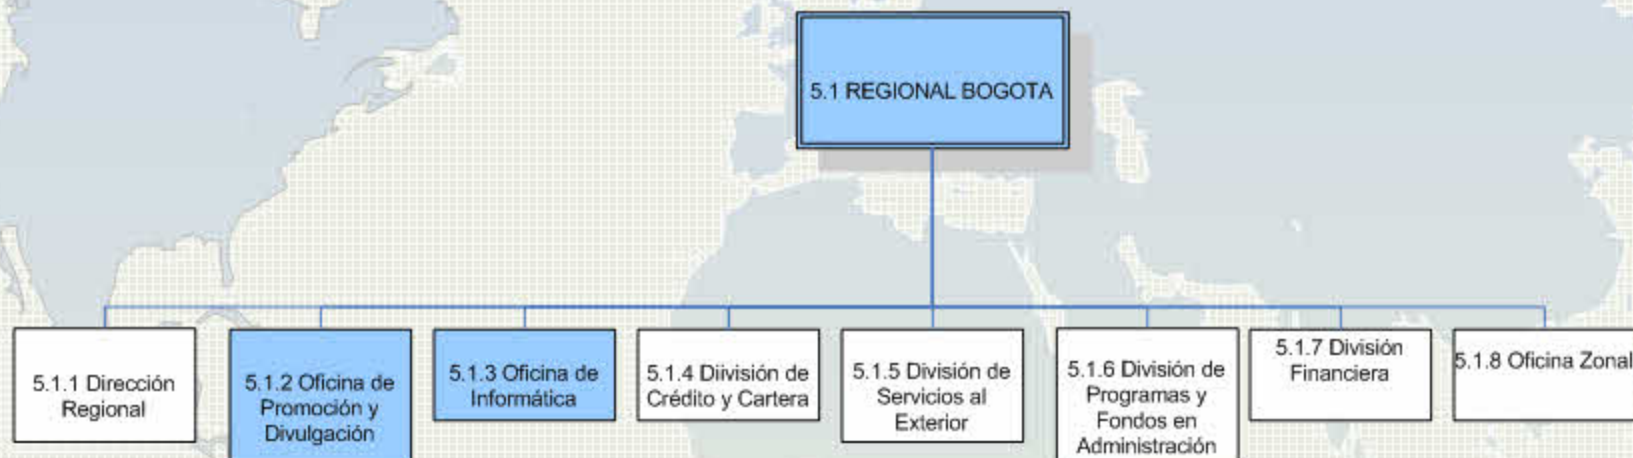 5.1 REGIONAL BOGOTA
5.1.1 Dirección
Regional
5.1.2 Oficina de
Promoción y
Divulgación
5.1.3 Oficina de
Informática
5.1.4 Diivisión de
Crédito y Cartera
5.1.5 División de
Servicios al
Exterior
5.1.6 División de
Programas y
Fondos en
Administración
5.1.7 División
Financiera
5.1.8 Oficina Zonal